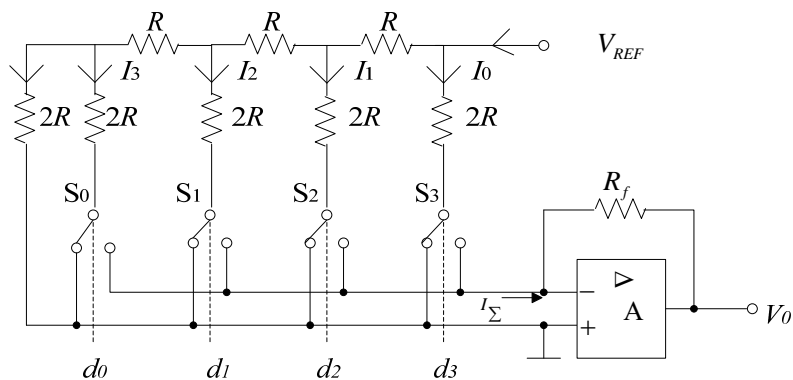 R R R V_REF
I3 I2 I1 I0
2R 2R 2R 2R 2R
S0 S1 S2 S3
R_f
▷
A
I_Σ
−
+
V0
d0 d1 d2 d3